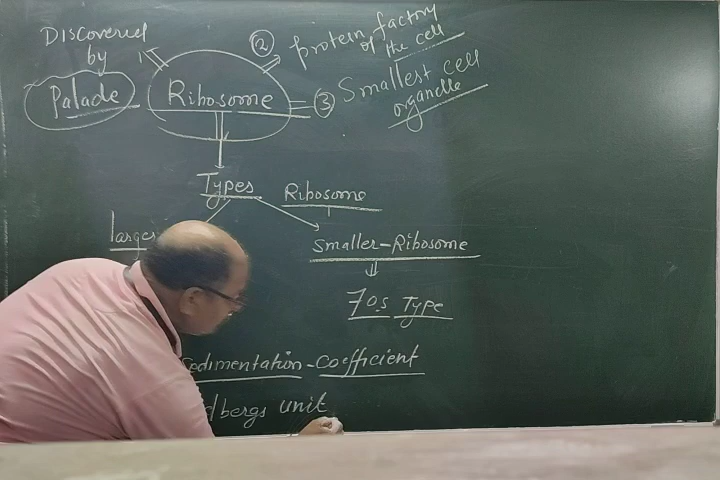 Discovered
by
Palade
1
Ribosome
2 protein factory
of the cell
3 Smallest cell
organelle
Types
Ribosome
larger
Smaller-Ribosome
70s Type
Sedimentation-Coefficient
unit